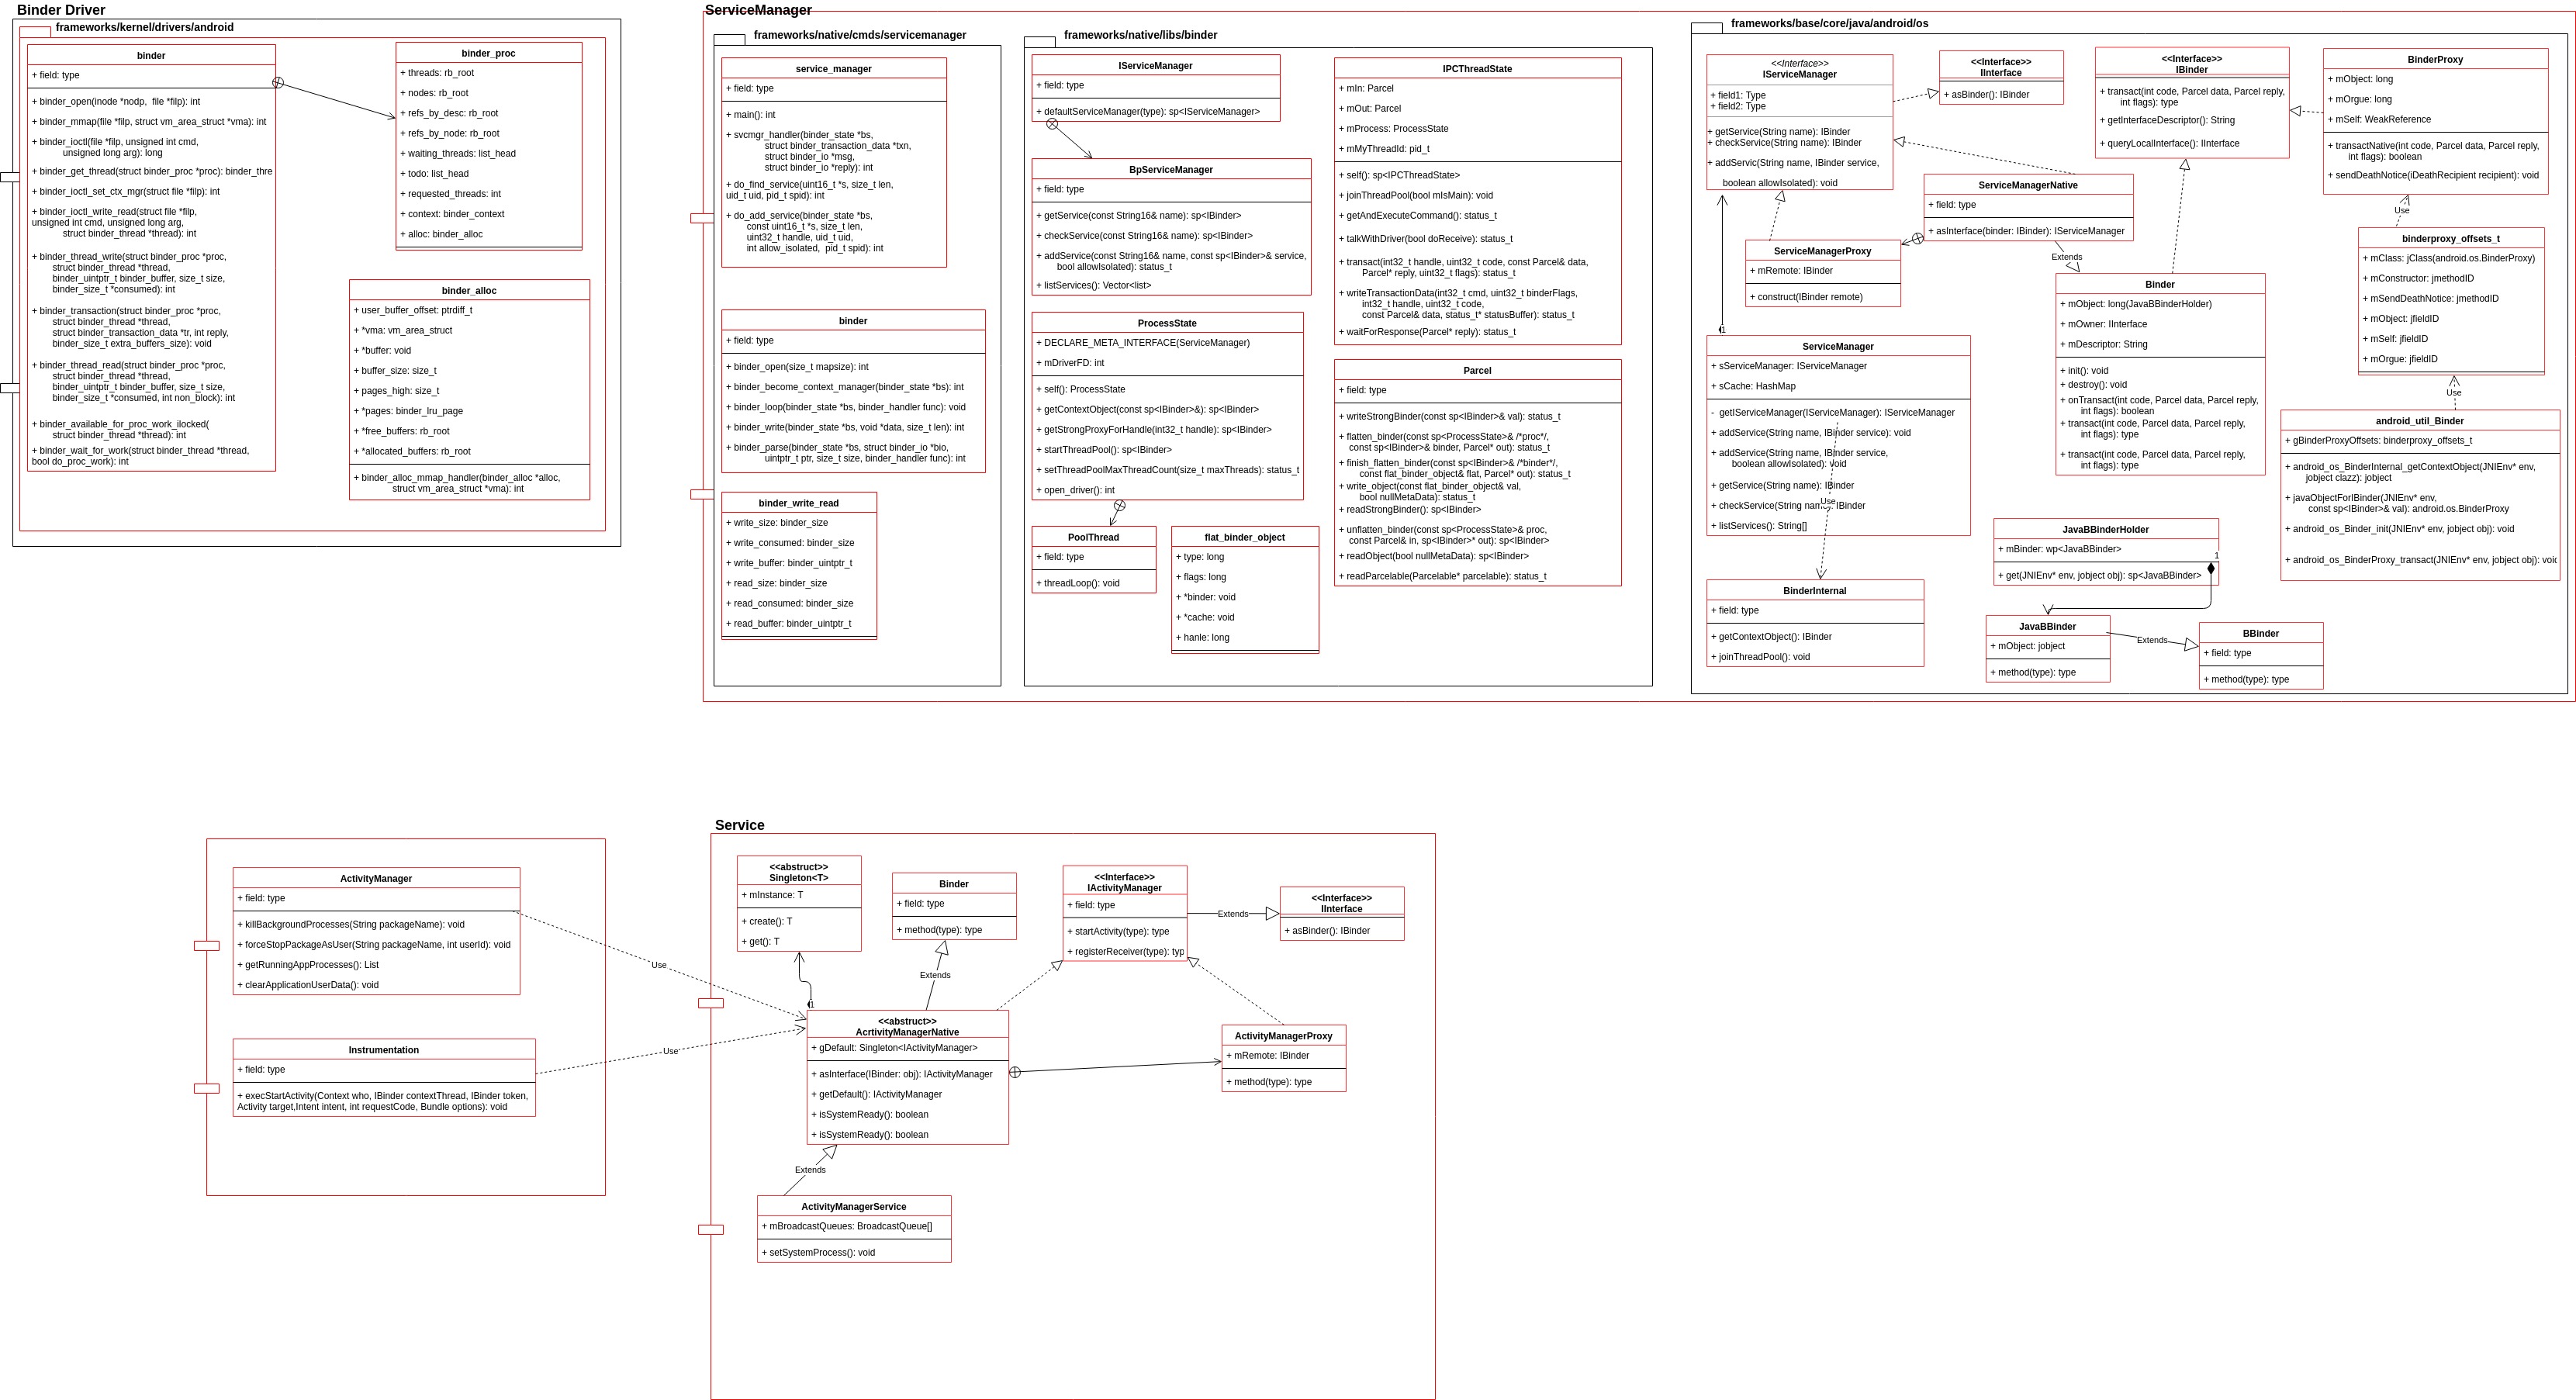 Binder Driver
frameworks/kernel/drivers/android
binder
+ field: type
+ binder_open(inode *nodp,  file *filp): int
+ binder_mmap(file *filp, struct vm_area_struct *vma): int
+ binder_ioctl(file *filp, unsigned int cmd,
unsigned long arg): long
+ binder_get_thread(struct binder_proc *proc): binder_thre
+ binder_ioctl_set_ctx_mgr(struct file *filp): int
+ binder_ioctl_write_read(struct file *filp,
unsigned int cmd, unsigned long arg,
struct binder_thread *thread): int
+ binder_thread_write(struct binder_proc *proc,
struct binder_thread *thread,
binder_uintptr_t binder_buffer, size_t size,
binder_size_t *consumed): int
+ binder_transaction(struct binder_proc *proc,
struct binder_thread *thread,
struct binder_transaction_data *tr, int reply,
binder_size_t extra_buffers_size): void
+ binder_thread_read(struct binder_proc *proc,
struct binder_thread *thread,
binder_uintptr_t binder_buffer, size_t size,
binder_size_t *consumed, int non_block): int
+ binder_available_for_proc_work_ilocked(
struct binder_thread *thread): int
+ binder_wait_for_work(struct binder_thread *thread,
bool do_proc_work): int
binder_proc
+ threads: rb_root
+ nodes: rb_root
+ refs_by_desc: rb_root
+ refs_by_node: rb_root
+ waiting_threads: list_head
+ todo: list_head
+ requested_threads: int
+ context: binder_context
+ alloc: binder_alloc
binder_alloc
+ user_buffer_offset: ptrdiff_t
+ *vma: vm_area_struct
+ *buffer: void
+ buffer_size: size_t
+ pages_high: size_t
+ *pages: binder_lru_page
+ *free_buffers: rb_root
+ *allocated_buffers: rb_root
+ binder_alloc_mmap_handler(binder_alloc *alloc,
struct vm_area_struct *vma): int
ServiceManager
frameworks/native/cmds/servicemanager
service_manager
+ field: type
+ main(): int
+ svcmgr_handler(binder_state *bs,
struct binder_transaction_data *txn,
struct binder_io *msg,
struct binder_io *reply): int
+ do_find_service(uint16_t *s, size_t len,
uid_t uid, pid_t spid): int
+ do_add_service(binder_state *bs,
const uint16_t *s, size_t len,
uint32_t handle, uid_t uid,
int allow_isolated,  pid_t spid): int
binder
+ field: type
+ binder_open(size_t mapsize): int
+ binder_become_context_manager(binder_state *bs): int
+ binder_loop(binder_state *bs, binder_handler func): void
+ binder_write(binder_state *bs, void *data, size_t len): int
+ binder_parse(binder_state *bs, struct binder_io *bio,
uintptr_t ptr, size_t size, binder_handler func): int
binder_write_read
+ write_size: binder_size
+ write_consumed: binder_size
+ write_buffer: binder_uintptr_t
+ read_size: binder_size
+ read_consumed: binder_size
+ read_buffer: binder_uintptr_t
frameworks/native/libs/binder
IServiceManager
+ field: type
+ defaultServiceManager(type): sp<IServiceManager>
BpServiceManager
+ field: type
+ getService(const String16& name): sp<IBinder>
+ checkService(const String16& name): sp<IBinder>
+ addService(const String16& name, const sp<IBinder>& service,
bool allowIsolated): status_t
+ listServices(): Vector<list>
ProcessState
+ DECLARE_META_INTERFACE(ServiceManager)
+ mDriverFD: int
+ self(): ProcessState
+ getContextObject(const sp<IBinder>&): sp<IBinder>
+ getStrongProxyForHandle(int32_t handle): sp<IBinder>
+ startThreadPool(): sp<IBinder>
+ setThreadPoolMaxThreadCount(size_t maxThreads): status_t
+ open_driver(): int
PoolThread
+ field: type
+ threadLoop(): void
flat_binder_object
+ type: long
+ flags: long
+ *binder: void
+ *cache: void
+ hanle: long
IPCThreadState
+ mIn: Parcel
+ mOut: Parcel
+ mProcess: ProcessState
+ mMyThreadId: pid_t
+ self(): sp<IPCThreadState>
+ joinThreadPool(bool mIsMain): void
+ getAndExecuteCommand(): status_t
+ talkWithDriver(bool doReceive): status_t
+ transact(int32_t handle, uint32_t code, const Parcel& data,
Parcel* reply, uint32_t flags): status_t
+ writeTransactionData(int32_t cmd, uint32_t binderFlags,
int32_t handle, uint32_t code,
const Parcel& data, status_t* statusBuffer): status_t
+ waitForResponse(Parcel* reply): status_t
Parcel
+ field: type
+ writeStrongBinder(const sp<IBinder>& val): status_t
+ flatten_binder(const sp<ProcessState>& /*proc*/,
const sp<IBinder>& binder, Parcel* out): status_t
+ finish_flatten_binder(const sp<IBinder>& /*binder*/,
const flat_binder_object& flat, Parcel* out): status_t
+ write_object(const flat_binder_object& val,
bool nullMetaData): status_t
+ readStrongBinder(): sp<IBinder>
+ unflatten_binder(const sp<ProcessState>& proc,
const Parcel& in, sp<IBinder>* out): sp<IBinder>
+ readObject(bool nullMetaData): sp<IBinder>
+ readParcelable(Parcelable* parcelable): status_t
frameworks/base/core/java/android/os
<<Interface>>
IServiceManager
+ field1: Type
+ field2: Type
+ getService(String name): IBinder
+ checkService(String name): IBinder
+ addServic(String name, IBinder service,
boolean allowIsolated): void
<<Interface>>
IInterface
+ asBinder(): IBinder
<<Interface>>
IBinder
+ transact(int code, Parcel data, Parcel reply,
int flags): type
+ getInterfaceDescriptor(): String
+ queryLocalInterface(): IInterface
BinderProxy
+ mObject: long
+ mOrgue: long
+ mSelf: WeakReference
+ transactNative(int code, Parcel data, Parcel reply,
int flags): boolean
+ sendDeathNotice(iDeathRecipient recipient): void
ServiceManagerNative
+ field: type
+ asInterface(binder: IBinder): IServiceManager
Use
ServiceManagerProxy
+ mRemote: IBinder
+ construct(IBinder remote)
Extends
binderproxy_offsets_t
+ mClass: jClass(android.os.BinderProxy)
+ mConstructor: jmethodID
+ mSendDeathNotice: jmethodID
+ mObject: jfieldID
+ mSelf: jfieldID
+ mOrgue: jfieldID
Binder
+ mObject: long(JavaBBinderHolder)
+ mOwner: IInterface
+ mDescriptor: String
+ init(): void
+ destroy(): void
+ onTransact(int code, Parcel data, Parcel reply,
int flags): boolean
+ transact(int code, Parcel data, Parcel reply,
int flags): type
+ transact(int code, Parcel data, Parcel reply,
int flags): type
1
ServiceManager
+ sServiceManager: IServiceManager
+ sCache: HashMap
-  getIServiceManager(IServiceManager): IServiceManager
+ addService(String name, IBinder service): void
+ addService(String name, IBinder service,
boolean allowIsolated): void
+ getService(String name): IBinder
Use
+ checkService(String name): IBinder
+ listServices(): String[]
Use
android_util_Binder
+ gBinderProxyOffsets: binderproxy_offsets_t
+ android_os_BinderInternal_getContextObject(JNIEnv* env,
jobject clazz): jobject
+ javaObjectForIBinder(JNIEnv* env,
const sp<IBinder>& val): android.os.BinderProxy
+ android_os_Binder_init(JNIEnv* env, jobject obj): void
+ android_os_BinderProxy_transact(JNIEnv* env, jobject obj): voic
JavaBBinderHolder
+ mBinder: wp<JavaBBinder>
1
+ get(JNIEnv* env, jobject obj): sp<JavaBBinder>
BinderInternal
+ field: type
+ getContextObject(): IBinder
+ joinThreadPool(): void
JavaBBinder
+ mObject: jobject
+ method(type): type
Extends
BBinder
+ field: type
+ method(type): type
ActivityManager
+ field: type
+ killBackgroundProcesses(String packageName): void
+ forceStopPackageAsUser(String packageName, int userId): void
+ getRunningAppProcesses(): List
+ clearApplicationUserData(): void
Use
Instrumentation
+ field: type
+ execStartActivity(Context who, IBinder contextThread, IBinder token,
Activity target,Intent intent, int requestCode, Bundle options): void
Use
Service
<<abstruct>>
Singleton<T>
+ mInstance: T
+ create(): T
+ get(): T
Binder
+ field: type
+ method(type): type
Extends
<<Interface>>
IActivityManager
+ field: type
+ startActivity(type): type
+ registerReceiver(type): typ
Extends
<<Interface>>
IInterface
+ asBinder(): IBinder
1
<<abstruct>>
AcrtivityManagerNative
+ gDefault: Singleton<IActivityManager>
+ asInterface(IBinder: obj): IActivityManager
+ getDefault(): IActivityManager
+ isSystemReady(): boolean
+ isSystemReady(): boolean
ActivityManagerProxy
+ mRemote: IBinder
+ method(type): type
Extends
ActivityManagerService
+ mBroadcastQueues: BroadcastQueue[]
+ setSystemProcess(): void